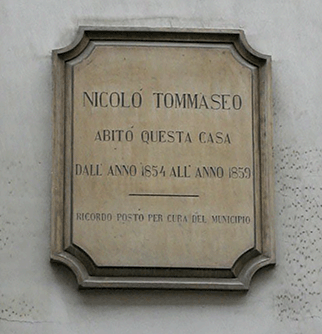 NICOLÓ TOMMASEO
ABITÓ QUESTA CASA
DALL' ANNO 1854 ALL' ANNO 1859
RICORDO POSTO PER CURA DEL MUNICIPIO